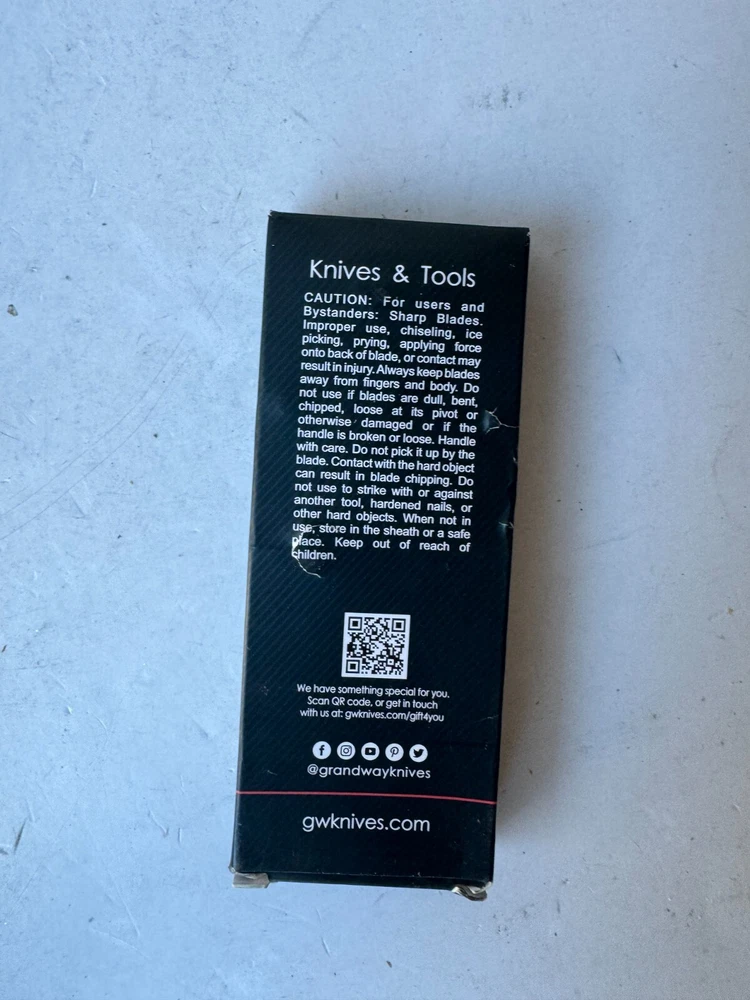 Knives & Tools
CAUTION: For users and
Bystanders: Sharp Blades.
Improper use, chiseling, ice
picking, prying, applying force
onto back of blade, or contact may
result in injury. Always keep blades
away from fingers and body. Do
not use if blades are dull, bent,
chipped, loose at its pivot or
otherwise damaged or if the
handle is broken or loose. Handle
with care. Do not pick it up by the
blade. Contact with the hard object
can result in blade chipping. Do
not use to strike with or against
another tool, hardened nails, or
other hard objects. When not in
use, store in the sheath or a safe
place. Keep out of reach of
children.
We have something special for you.
Scan QR code, or get in touch
with us at: gwknives.com/gift4you
@grandwayknives
gwknives.com